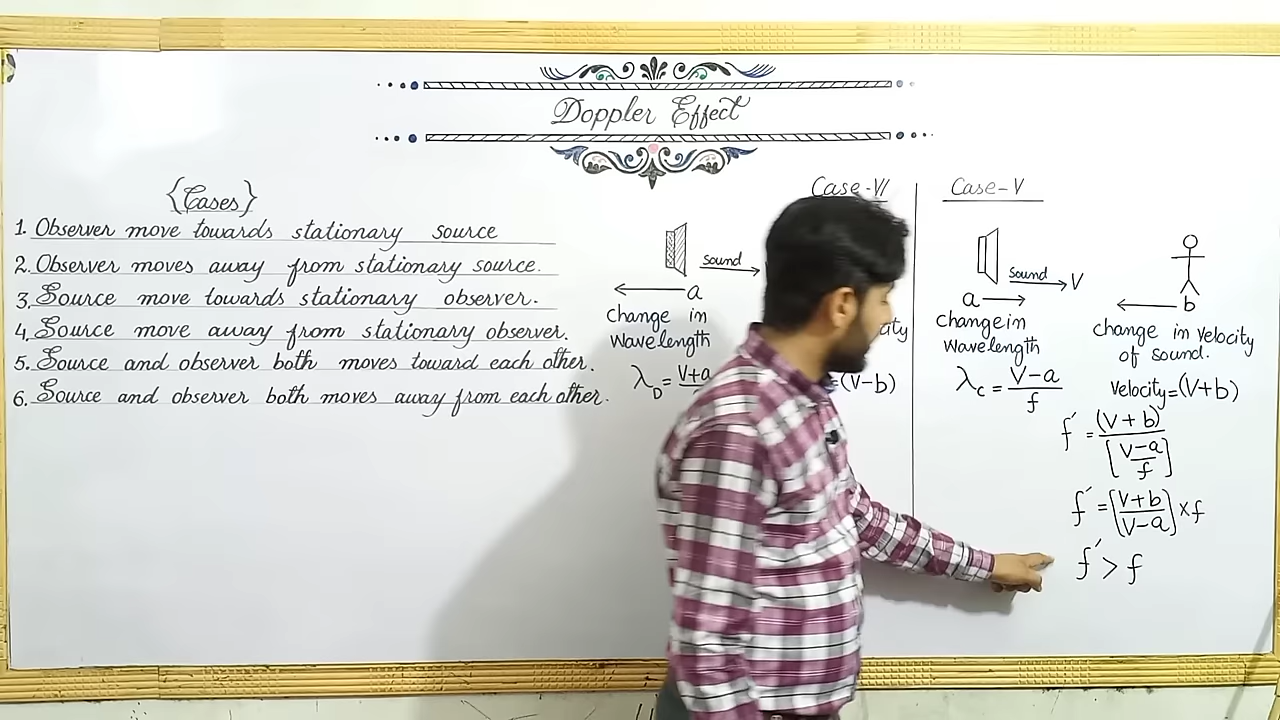 Doppler Effect
{Cases}
1. Observer move towards stationary source
2. Observer moves away from stationary source.
3. Source move towards stationary observer.
4. Source move away from stationary observer.
5. Source and observer both moves toward each other.
6. Source and observer both moves away from each other.
Case-VI
sound
a
change in
wavelength
λD = V+a
=(V-b)
Case-V
sound
V
a
b
change in
wavelength
change in velocity
of sound.
λC = V-a / f
velocity=(V+b)
f′ = (V+b) / [V-a / f]
f′ = [V+b / V-a] × f
f′ > f